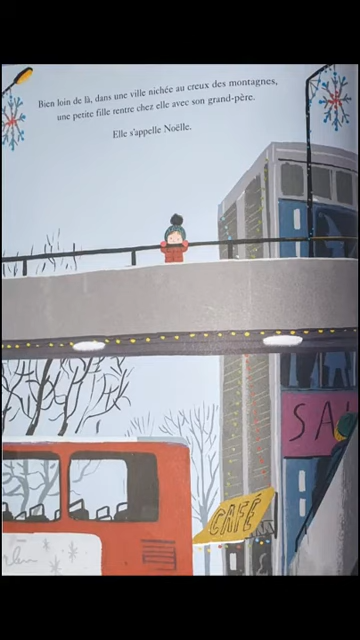 Bien loin de là, dans une ville nichée au creux des montagnes,
une petite fille rentre chez elle avec son grand-père.
Elle s'appelle Noëlle.
SA
CAFÉ